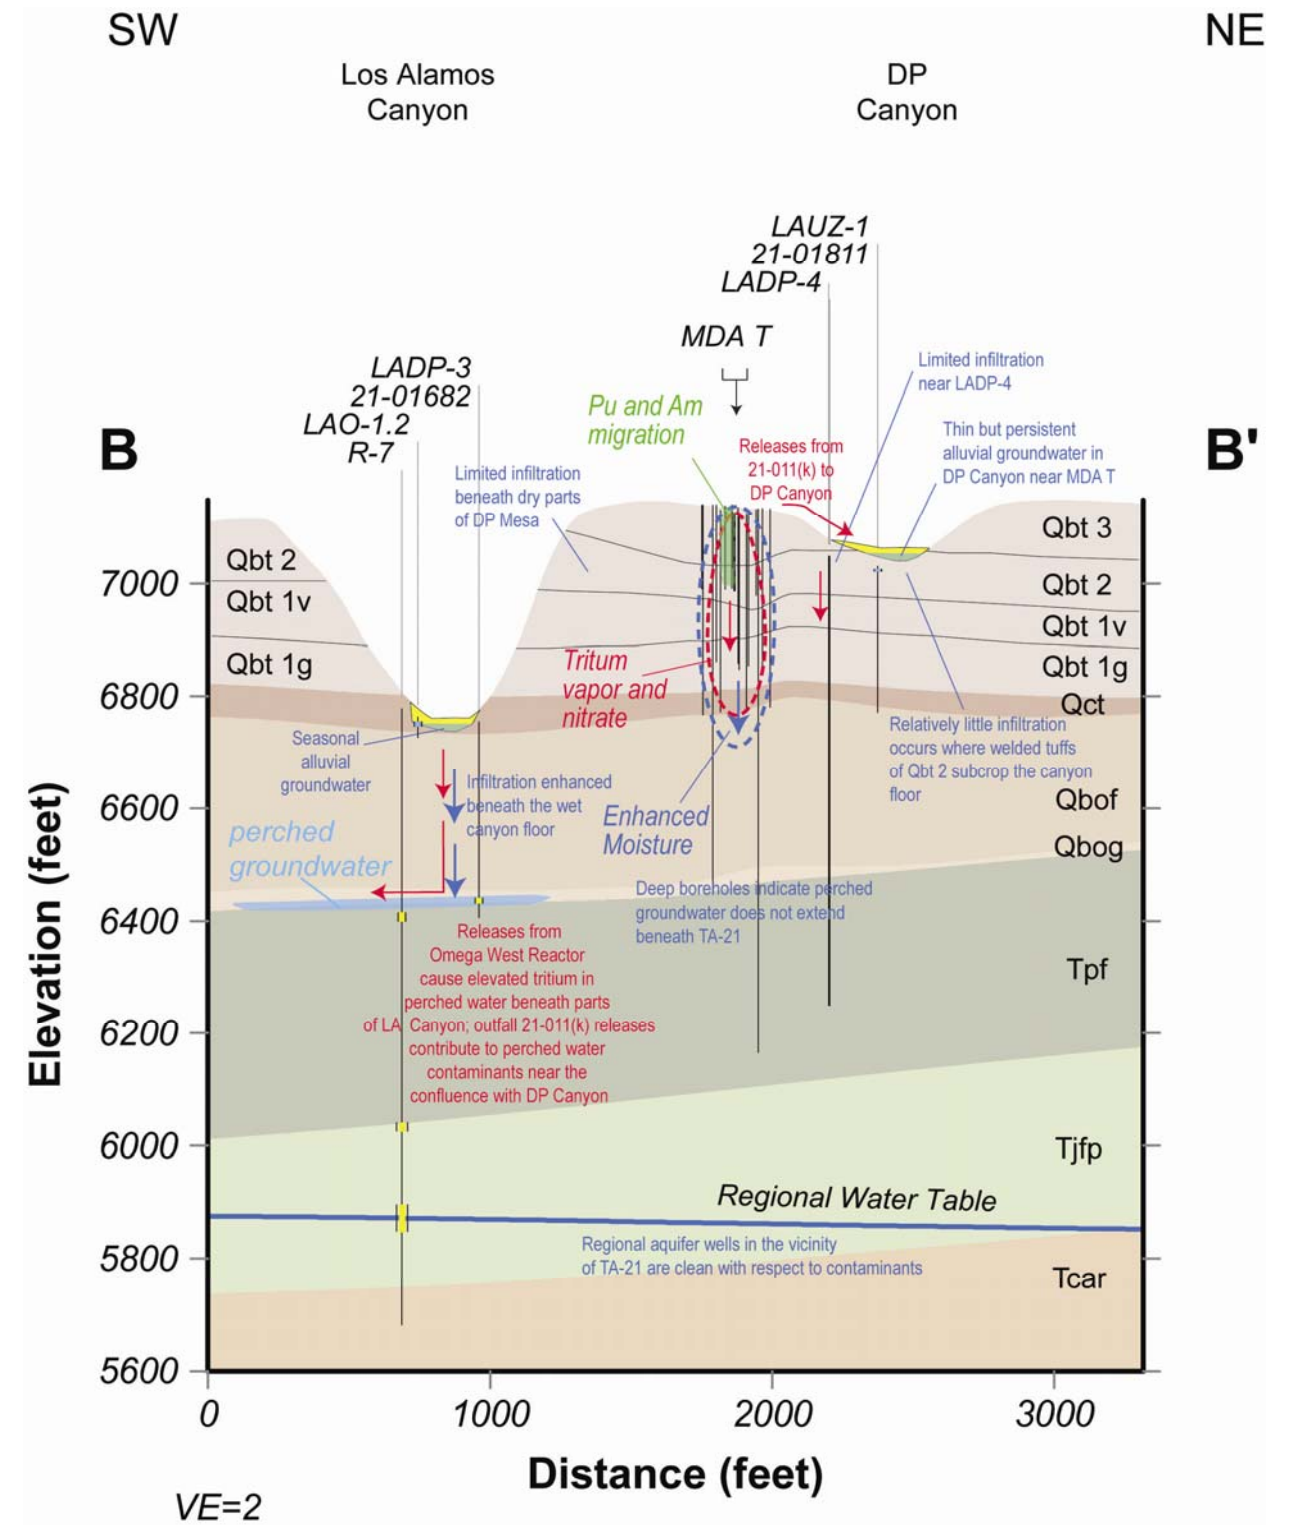 SW
NE
Los Alamos
Canyon
DP
Canyon
LAUZ-1
21-01811
LADP-4
MDA T
LADP-3
21-01682
LAO-1.2
R-7
Limited infiltration
near LADP-4
Pu and Am
migration
Releases from
21-011(k) to
DP Canyon
Thin but persistent
alluvial groundwater in
DP Canyon near MDA T
B
B'
Limited infiltration
beneath dry parts
of DP Mesa
Qbt 2
Qbt 1v
Qbt 1g
Qbt 3
Qbt 2
Qbt 1v
Qbt 1g
Qct
Qbof
Qbog
Tpf
Tjfp
Tcar
Tritum
vapor and
nitrate
Seasonal
alluvial
groundwater
Infiltration enhanced
beneath the wet
canyon floor
Relatively little infiltration
occurs where welded tuffs
of Qbt 2 subcrop the canyon
floor
Enhanced
Moisture
perched
groundwater
Deep boreholes indicate perched
groundwater does not extend
beneath TA-21
Releases from
Omega West Reactor
cause elevated tritium in
perched water beneath parts
of LA Canyon; outfall 21-011(k) releases
contribute to perched water
contaminants near the
confluence with DP Canyon
Regional Water Table
Regional aquifer wells in the vicinity
of TA-21 are clean with respect to contaminants
Elevation (feet)
7000
6800
6600
6400
6200
6000
5800
5600
0
1000
2000
3000
Distance (feet)
VE=2